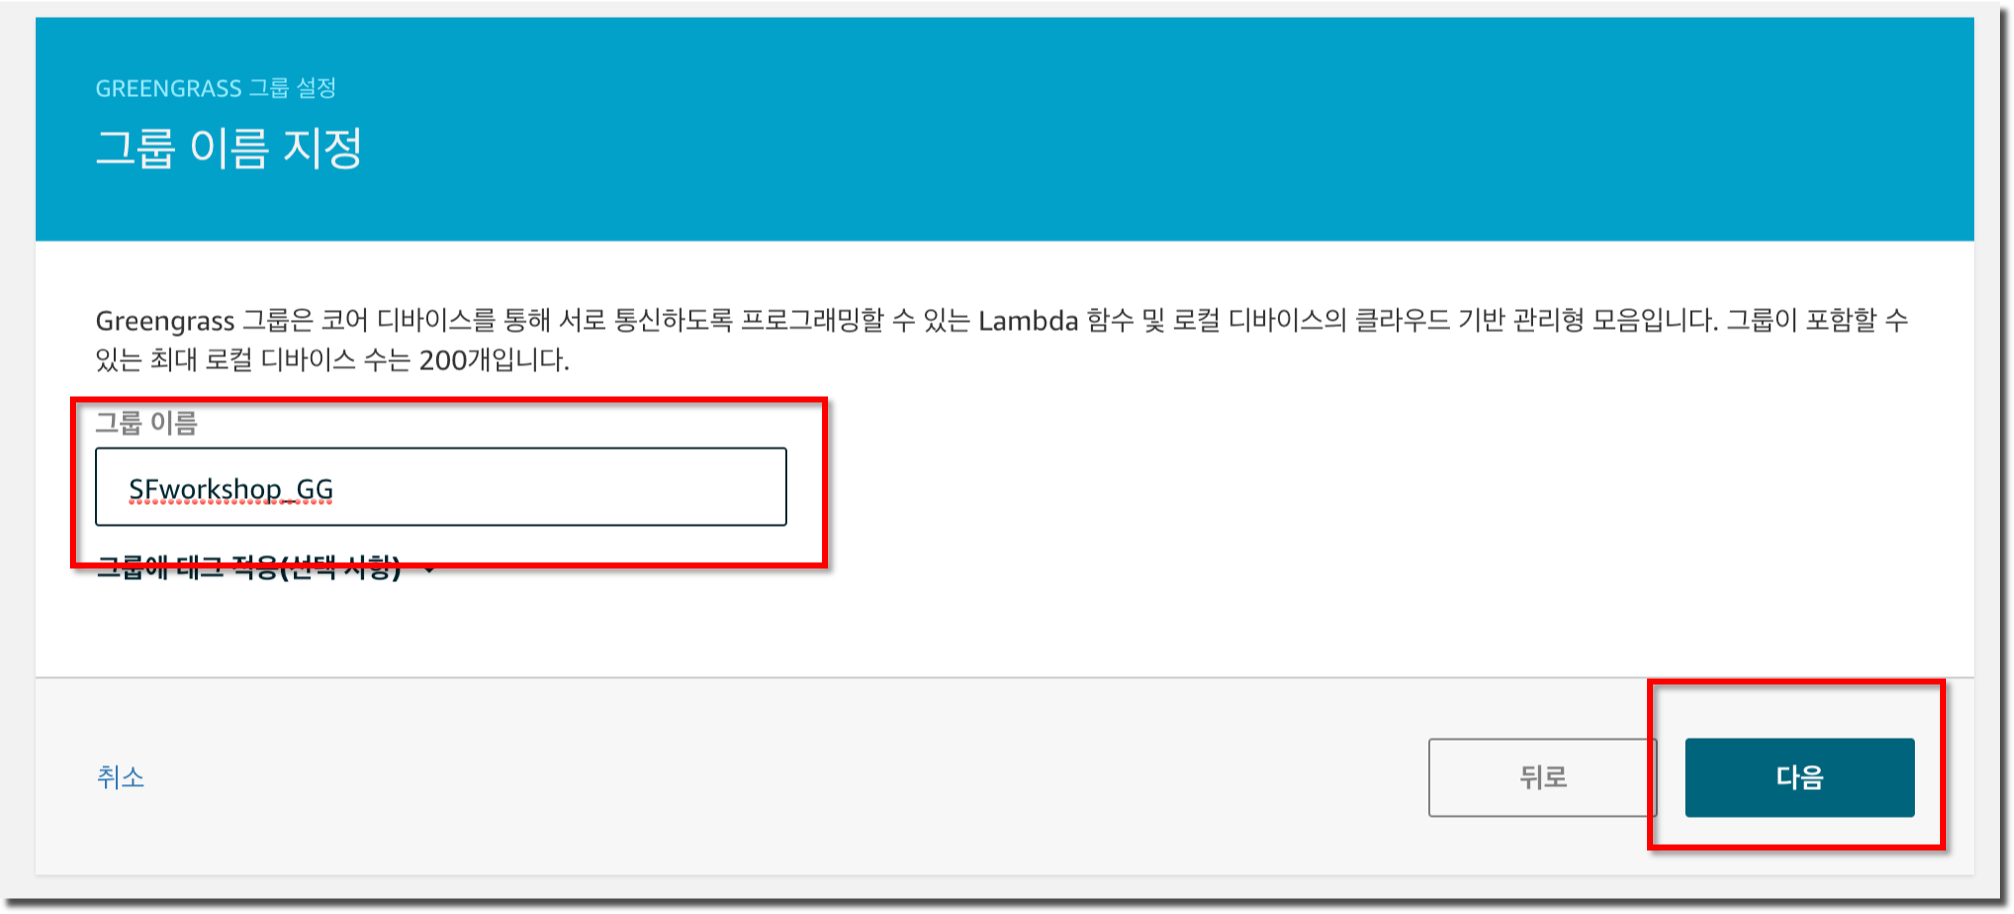 GREENGRASS 그룹 설정
그룹 이름 지정
Greengrass 그룹은 코어 디바이스를 통해 서로 통신하도록 프로그래밍할 수 있는 Lambda 함수 및 로컬 디바이스의 클라우드 기반 관리형 모음입니다. 그룹이 포함할 수
있는 최대 로컬 디바이스 수는 200개입니다.
그룹 이름
SFworkshop_GG
그룹에 태그 적용(선택 사항)
취소
뒤로
다음